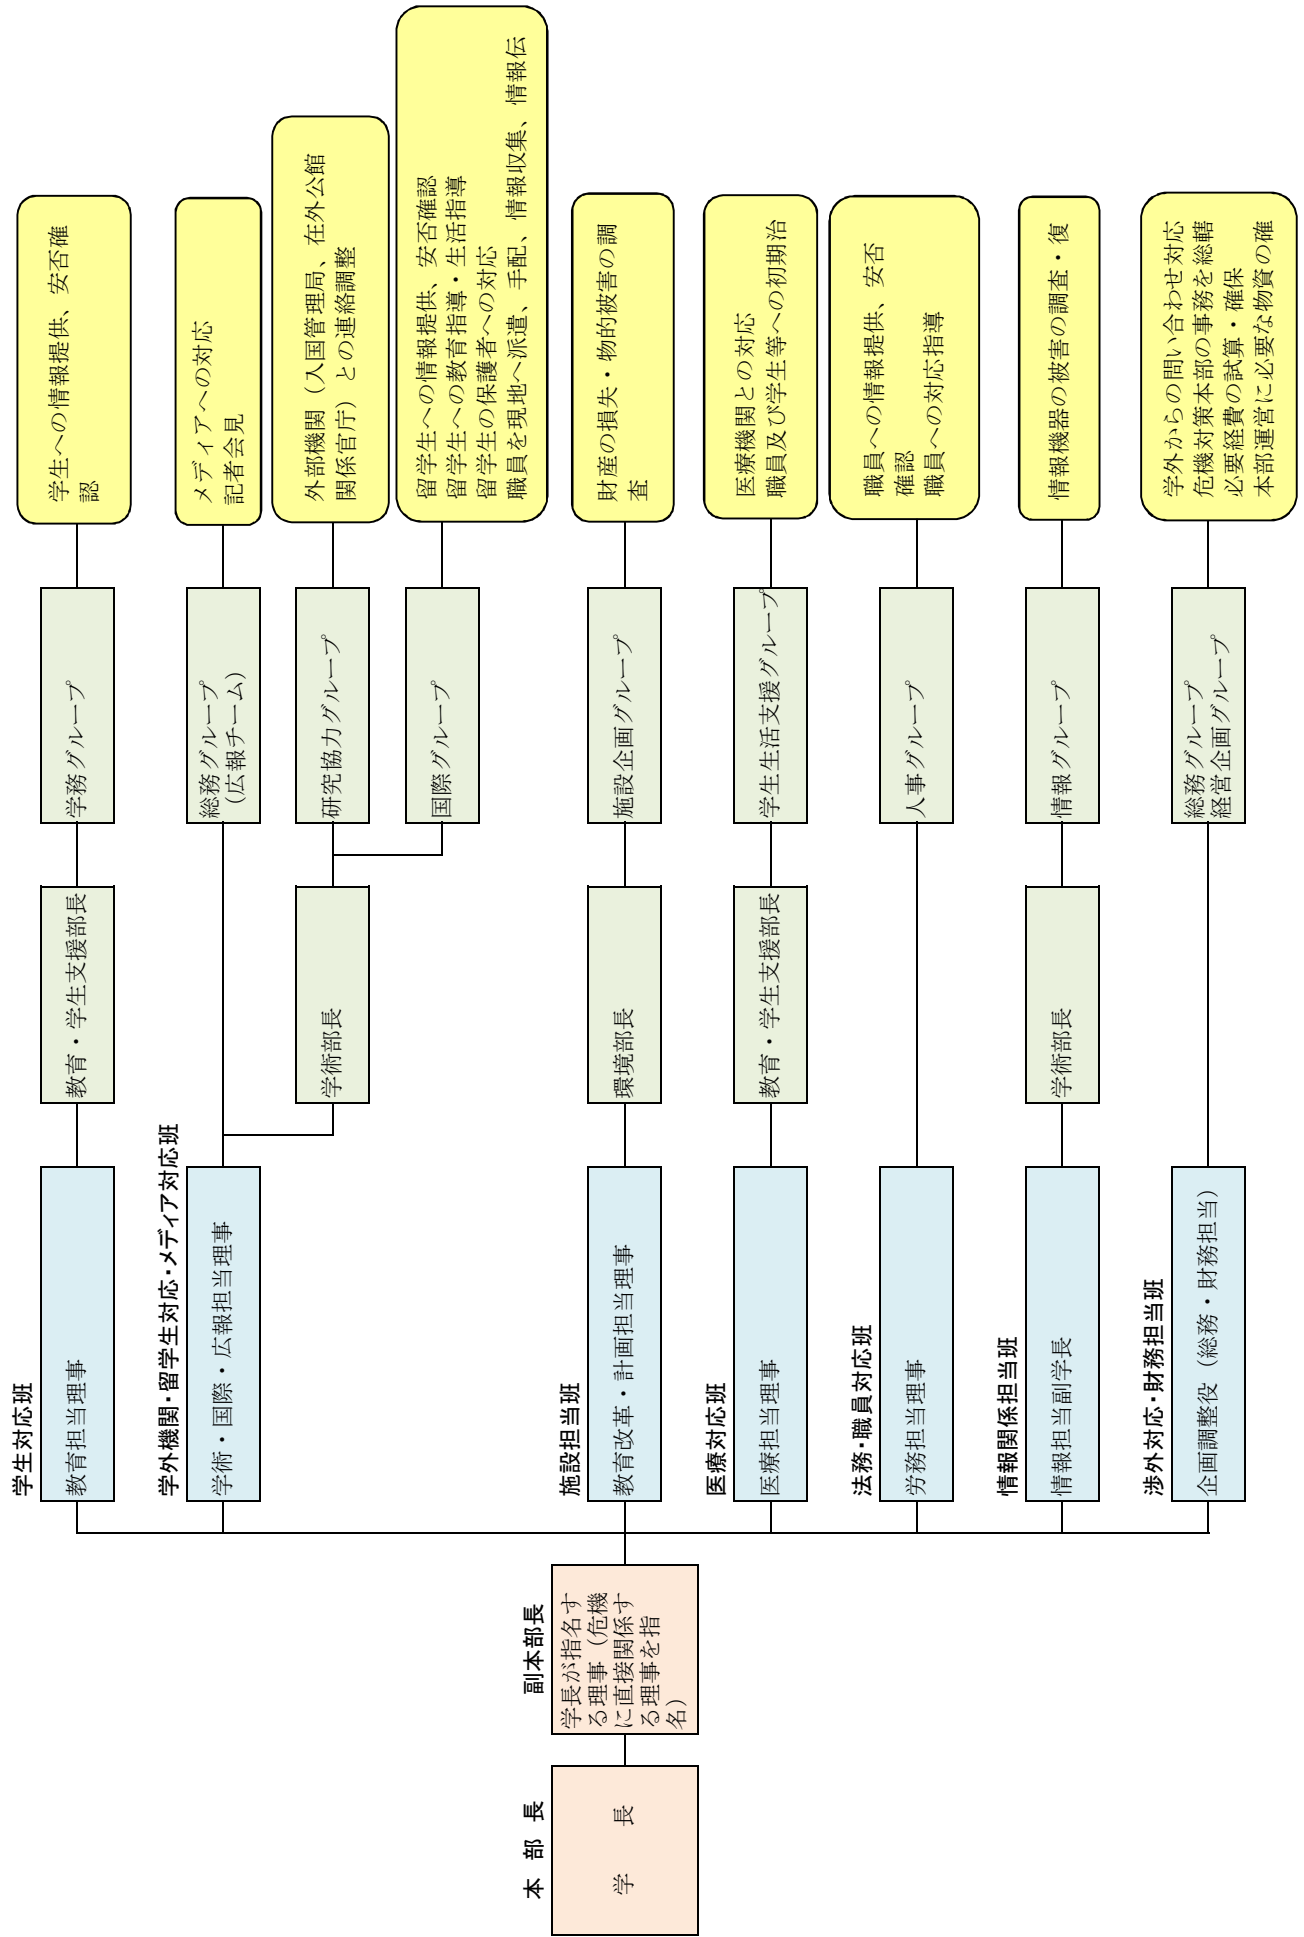 本 部 長
学 長
副本部長
学長が指名す
る理事（危機
に直接関係す
る理事を指
名）
学生対応班
教育担当理事
教育・学生支援部長
学務グループ
学生への情報提供、安否確
認
学外機関・留学生対応・メディア対応班
学術・国際・広報担当理事
総務グループ
（広報チーム）
メディアへの対応
記者会見
学術部長
研究協力グループ
外部機関（入国管理局、在外公館
関係官庁）との連絡調整
国際グループ
留学生への情報提供、安否確認
留学生への教育指導・生活指導
留学生の保護者への対応
職員を現地へ派遣、手配、情報収集、情報伝
施設担当班
教育改革・計画担当理事
環境部長
施設企画グループ
財産の損失・物的被害の調
査
医療対応班
医療担当理事
教育・学生支援部長
学生生活支援グループ
医療機関との対応
職員及び学生等への初期治
法務・職員対応班
労務担当理事
人事グループ
職員への情報提供、安否
確認
職員への対応指導
情報関係担当班
情報担当副学長
学術部長
情報グループ
情報機器の被害の調査・復
渉外対応・財務担当班
企画調整役（総務・財務担当）
総務グループ
経営企画グループ
学外からの問い合わせ対応
危機対策本部の事務を総轄
必要経費の試算・確保
本部運営に必要な物資の確